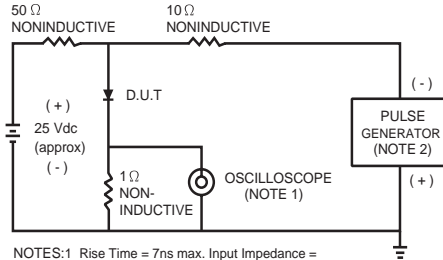 50 Ω
NONINDUCTIVE
10 Ω
NONINDUCTIVE
D.U.T
( + )
25 Vdc
(approx)
( - )
( - )
PULSE
GENERATOR
(NOTE 2)
( + )
1 Ω
NON-
INDUCTIVE
OSCILLOSCOPE
(NOTE 1)
NOTES:1 Rise Time = 7ns max. Input Impedance =